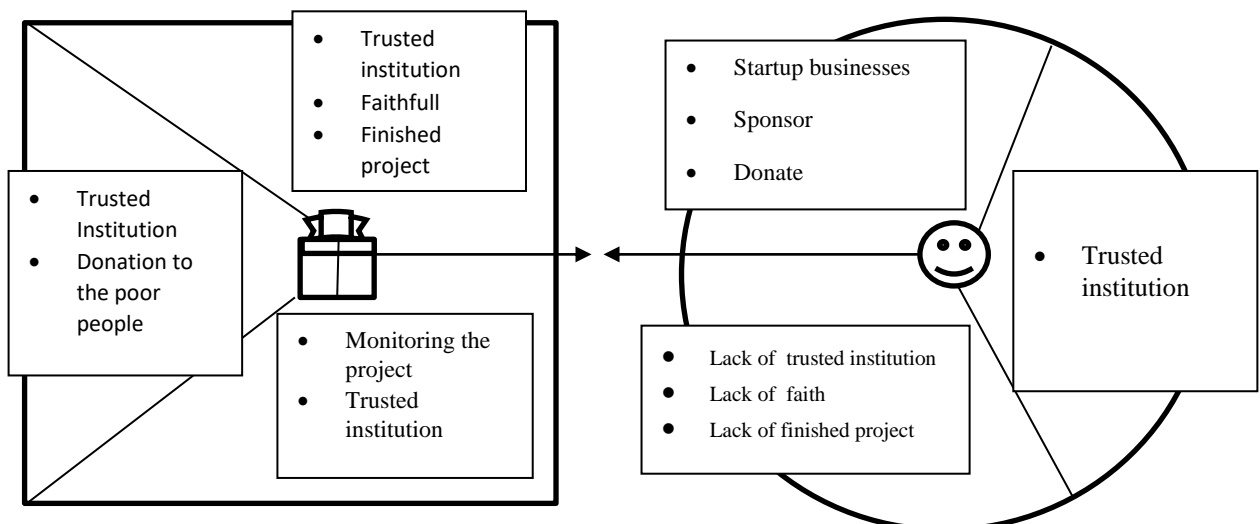 • Trusted
institution
• Faithfull
• Finished
project
• Trusted
Institution
• Donation to
the poor
people
• Monitoring the
project
• Trusted
institution
• Startup businesses
• Sponsor
• Donate
• Trusted
institution
• Lack of trusted institution
• Lack of faith
• Lack of finished project